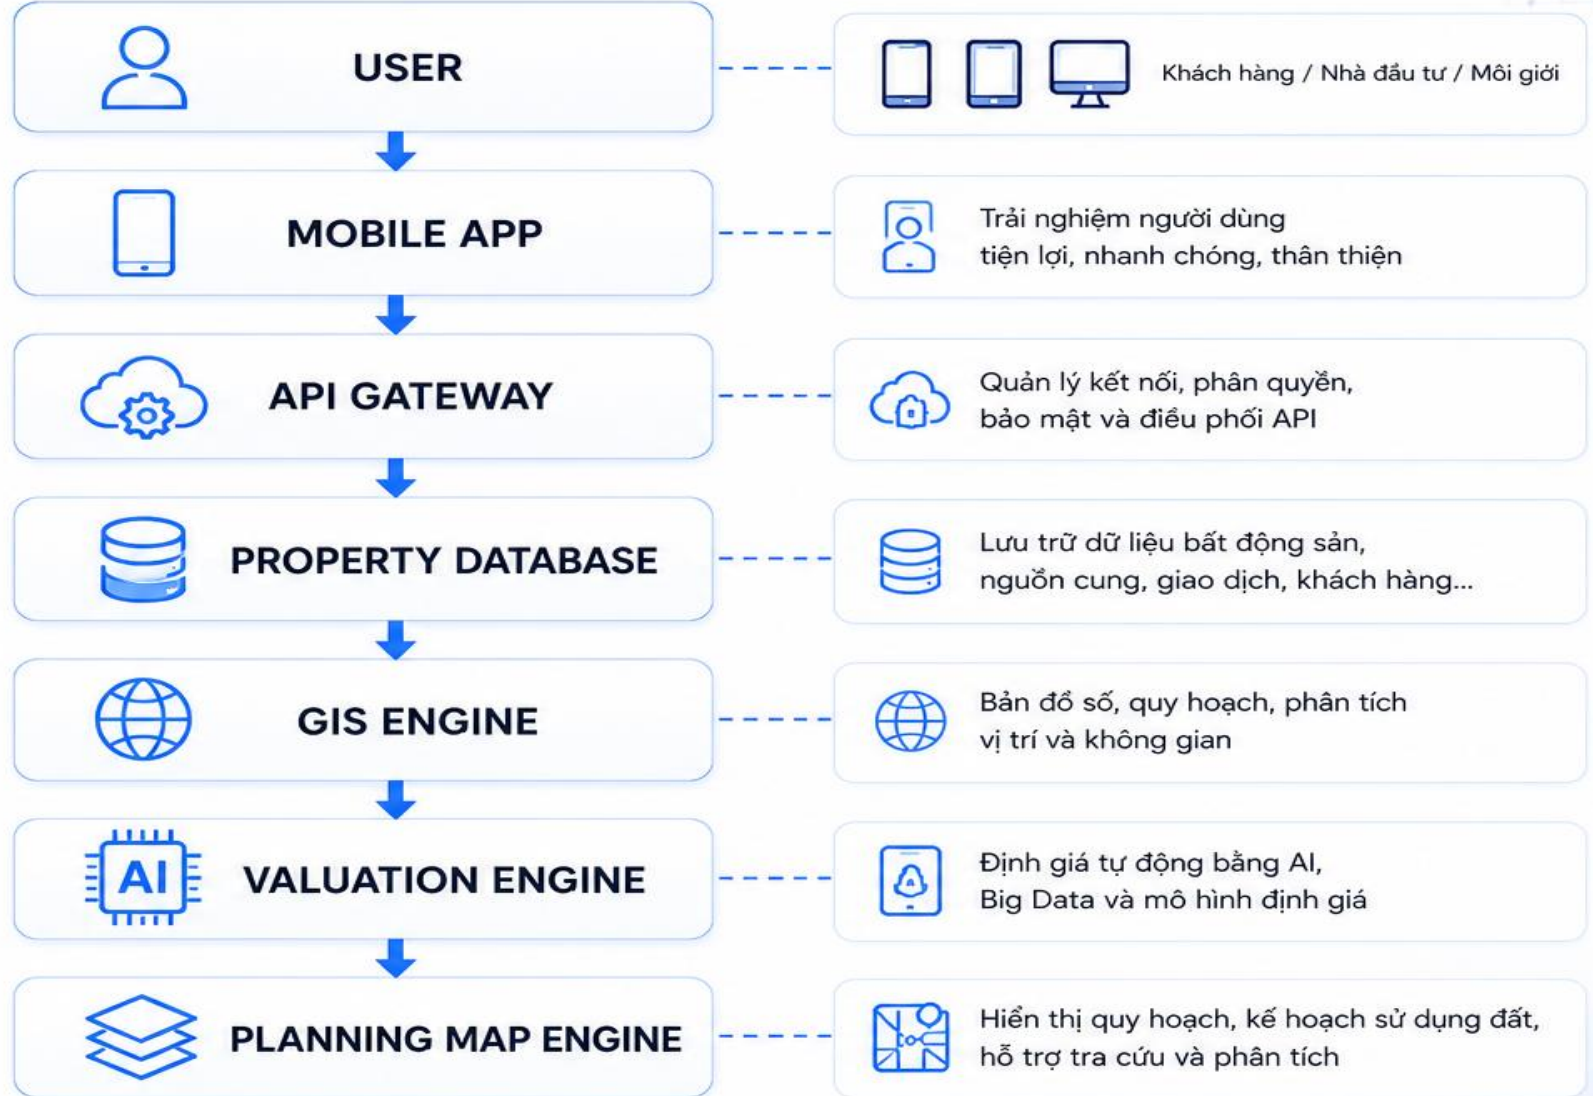 USER
Khách hàng / Nhà đầu tư / Môi giới
MOBILE APP
Trải nghiệm người dùng
tiện lợi, nhanh chóng, thân thiện
API GATEWAY
Quản lý kết nối, phân quyền,
bảo mật và điều phối API
PROPERTY DATABASE
Lưu trữ dữ liệu bất động sản,
nguồn cung, giao dịch, khách hàng...
GIS ENGINE
Bản đồ số, quy hoạch, phân tích
vị trí và không gian
AI
VALUATION ENGINE
Định giá tự động bằng AI,
Big Data và mô hình định giá
PLANNING MAP ENGINE
Hiển thị quy hoạch, kế hoạch sử dụng đất,
hỗ trợ tra cứu và phân tích